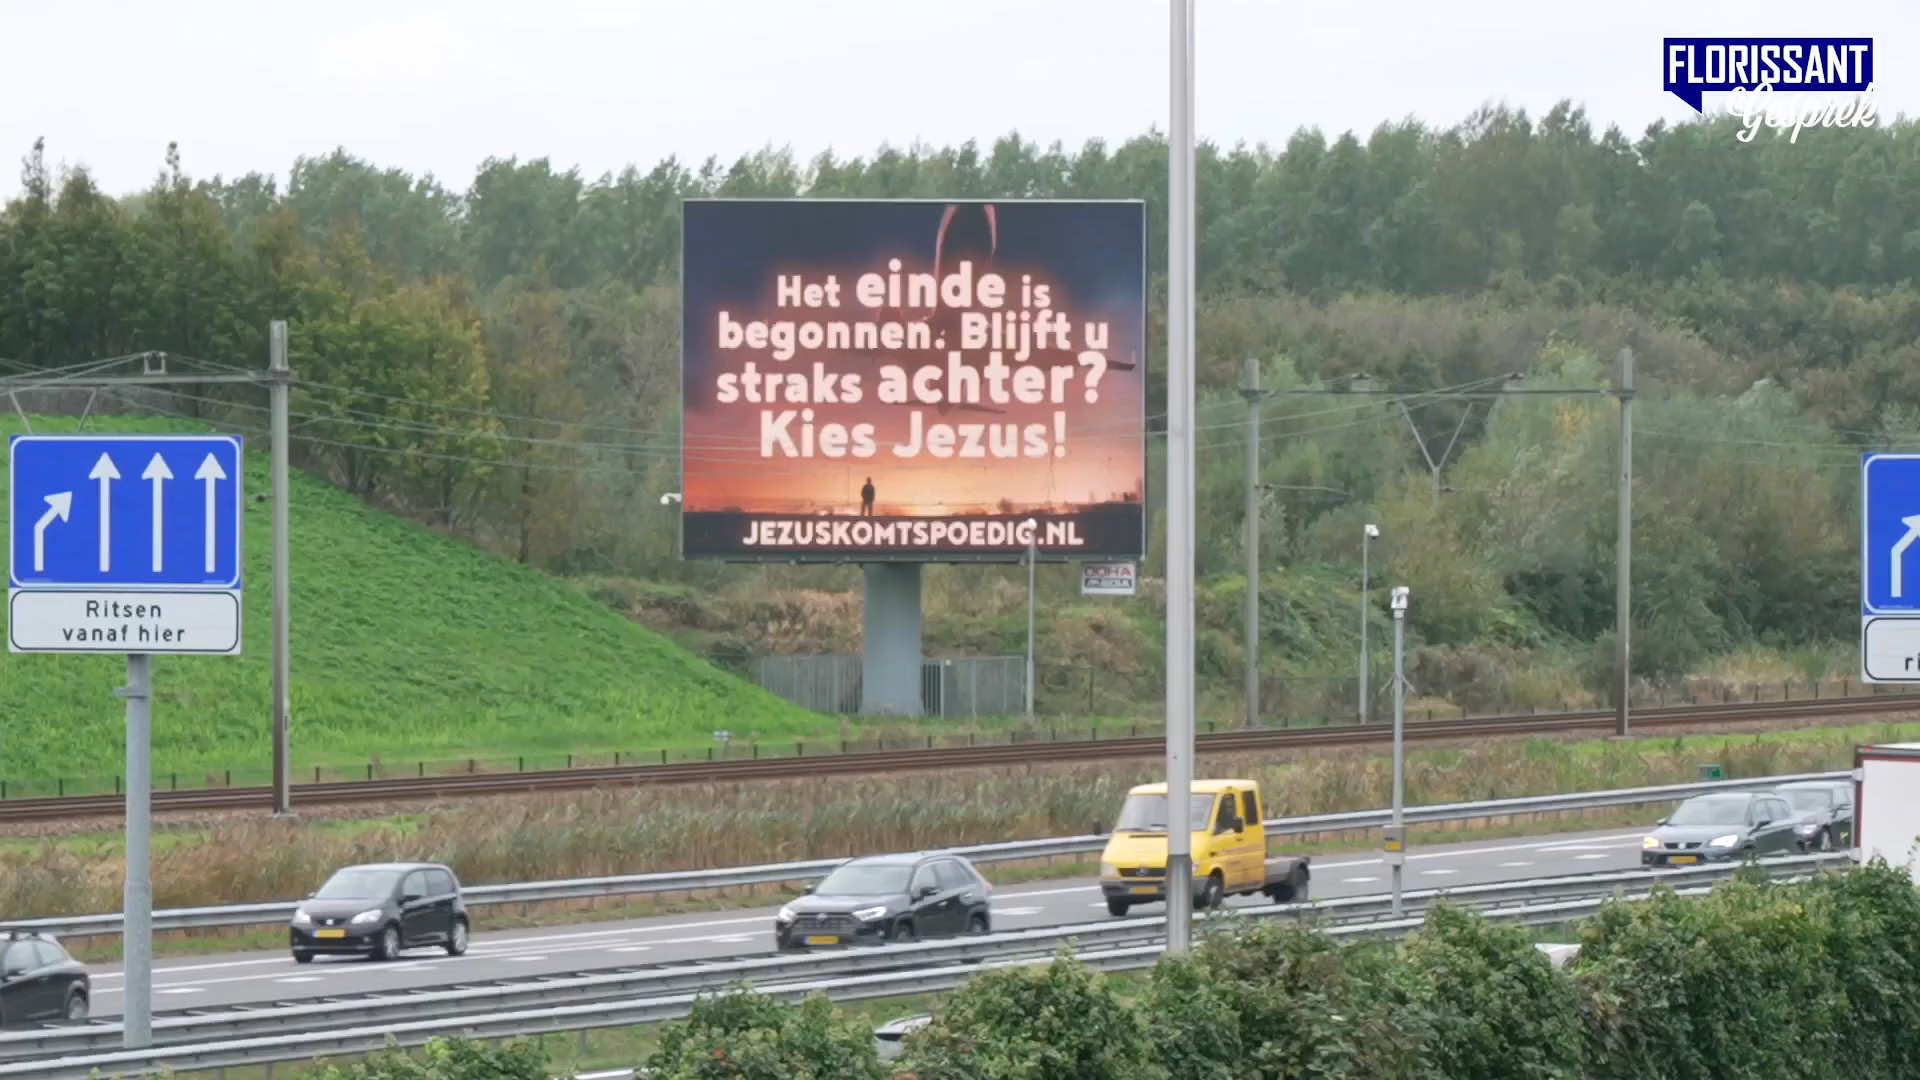 FLORISSANT
Gesprek
Het einde is
begonnen. Blijft u
straks achter?
Kies Jezus!
JEZUSKOMTSPOEDIG.NL
Ritsen
vanaf hier